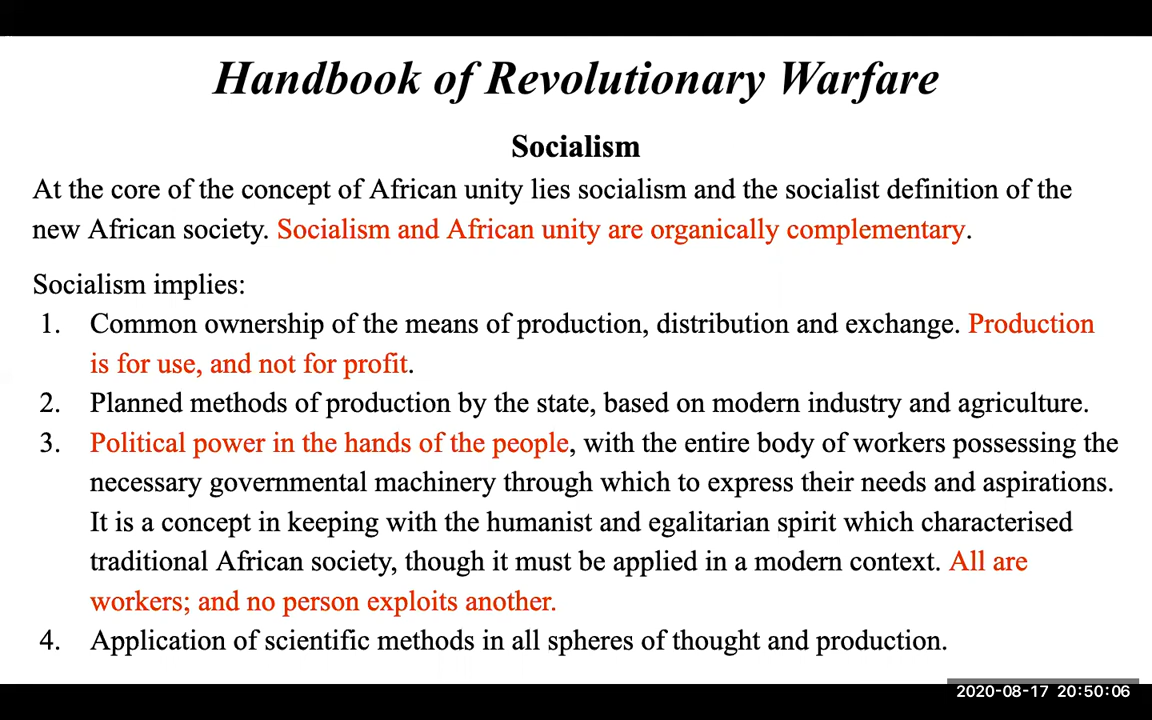 Handbook of Revolutionary Warfare
Socialism
At the core of the concept of African unity lies socialism and the socialist definition of the
new African society. Socialism and African unity are organically complementary.
Socialism implies:
1. Common ownership of the means of production, distribution and exchange. Production
is for use, and not for profit.
2. Planned methods of production by the state, based on modern industry and agriculture.
3. Political power in the hands of the people, with the entire body of workers possessing the
necessary governmental machinery through which to express their needs and aspirations.
It is a concept in keeping with the humanist and egalitarian spirit which characterised
traditional African society, though it must be applied in a modern context. All are
workers; and no person exploits another.
4. Application of scientific methods in all spheres of thought and production.
2020-08-17 20:50:06